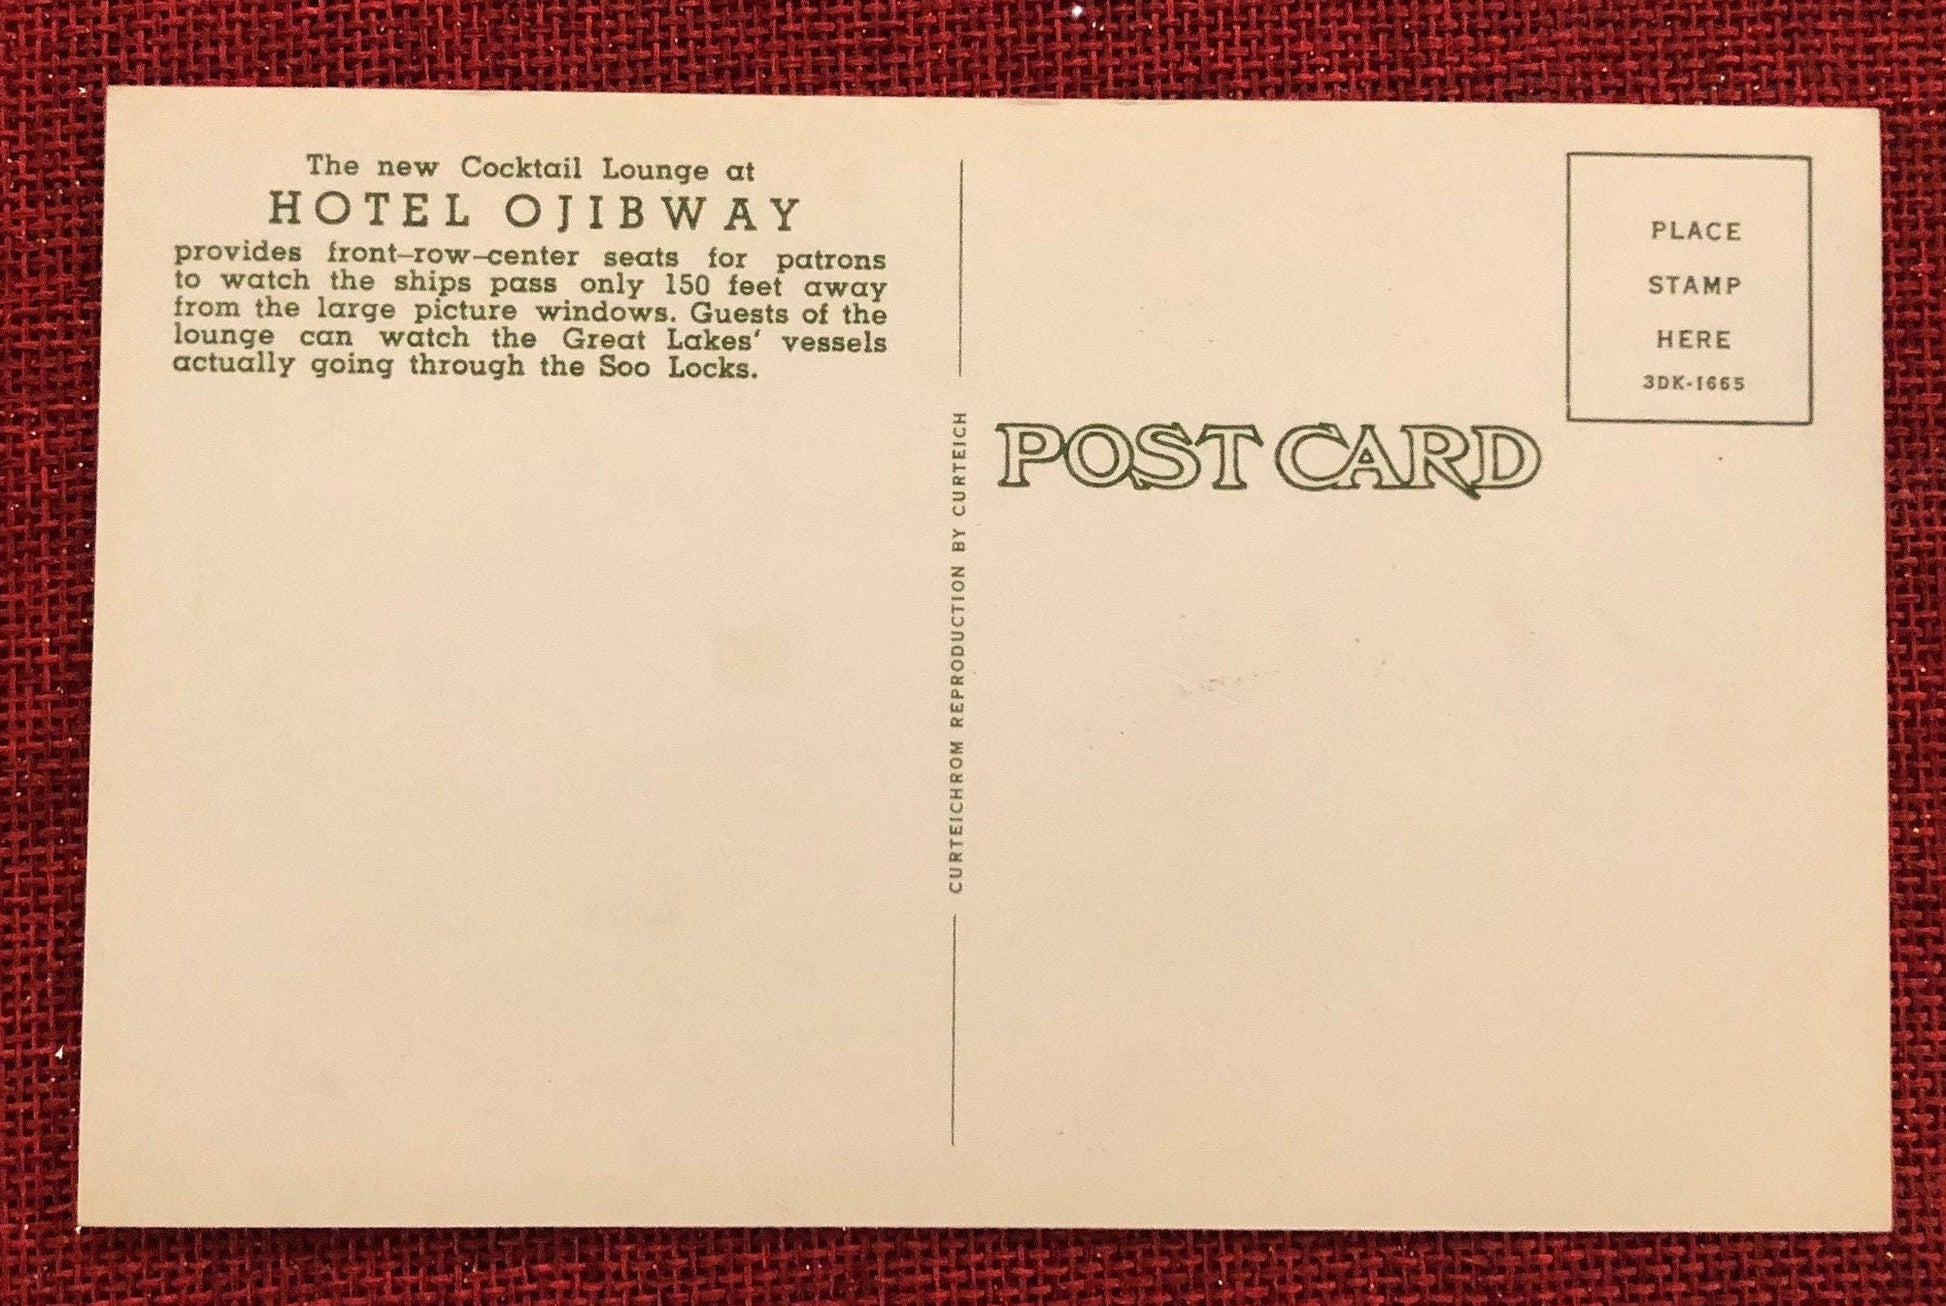 The new Cocktail Lounge at
HOTEL OJIBWAY
provides front-row-center seats for patrons
to watch the ships pass only 150 feet away
from the large picture windows. Guests of the
lounge can watch the Great Lakes' vessels
actually going through the Soo Locks.
CURTEICHROM REPRODUCTION BY CURTEICH
POST CARD
PLACE
STAMP
HERE
3DK-1665